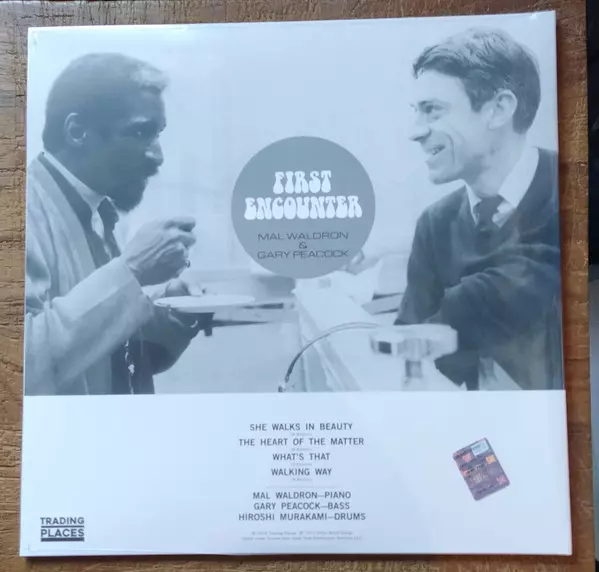 FIRST
ENCOUNTER
MAL WALDRON
&
GARY PEACOCK
SHE WALKS IN BEAUTY
THE HEART OF THE MATTER
WHAT'S THAT
WALKING WAY
MAL WALDRON—PIANO
GARY PEACOCK—BASS
HIROSHI MURAKAMI—DRUMS
TRADING
PLACES